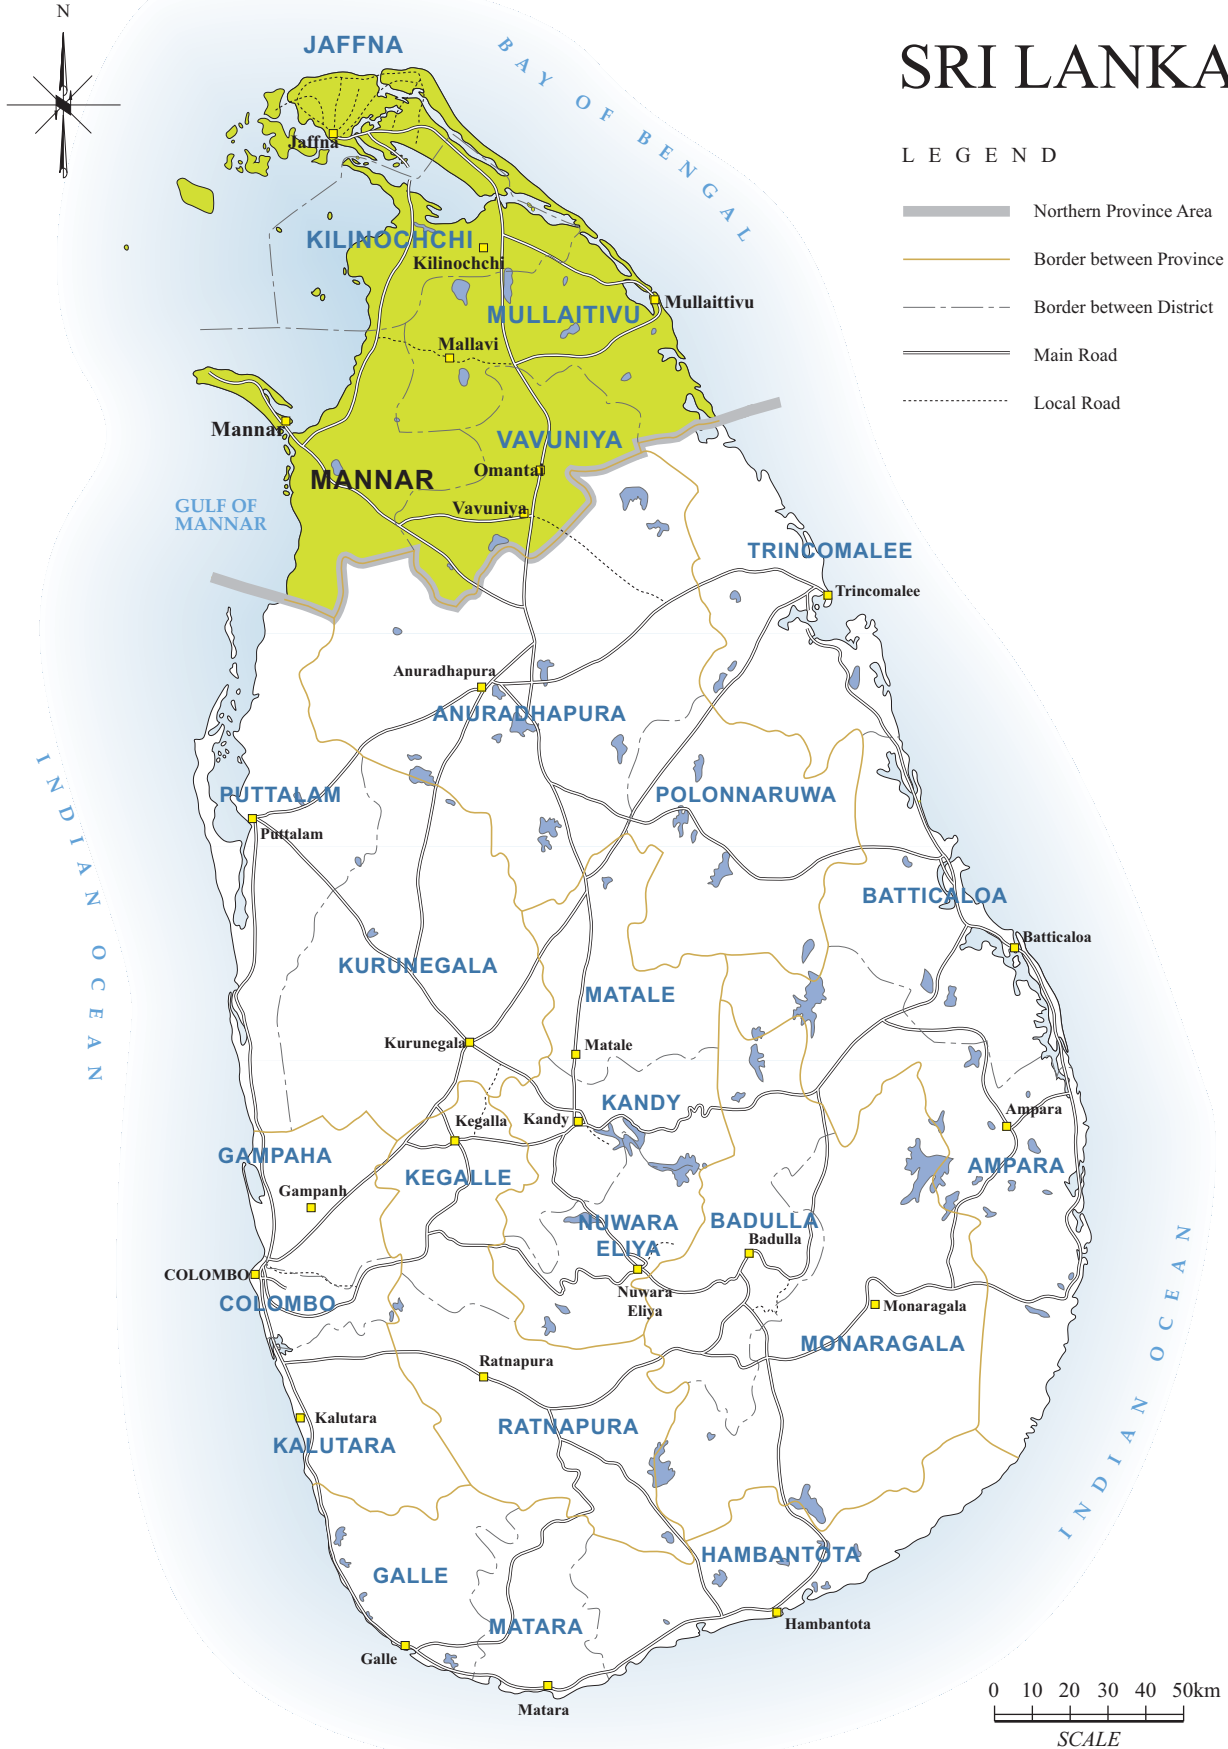 N
JAFFNA
BAY OF BENGAL
SRI LANKA
LEGEND
Northern Province Area
Border between Province
Border between District
Main Road
Local Road
Jaffna
KILINOCHCHI
Kilinochchi
MULLAITIVU
Mullaittivu
Mallavi
Mannar
VAVUNIYA
MANNAR
Omantai
Vavuniya
GULF OF
MANNAR
TRINCOMALEE
Trincomalee
Anuradhapura
ANURADHAPURA
INDIAN OCEAN
PUTTALAM
Puttalam
POLONNARUWA
BATTICALOA
Batticaloa
KURUNEGALA
MATALE
Kurunegala
Matale
KANDY
Kegalla
Kandy
Ampara
GAMPAHA
KEGALLE
AMPARA
Gampanh
NUWARA
ELIYA
BADULLA
Badulla
COLOMBO
COLOMBO
Nuwara
Eliya
Monaragala
MONARAGALA
INDIAN OCEAN
Ratnapura
RATNAPURA
Kalutara
KALUTARA
HAMBANTOTA
GALLE
MATARA
Hambantota
Galle
Matara
0 10 20 30 40 50km
SCALE